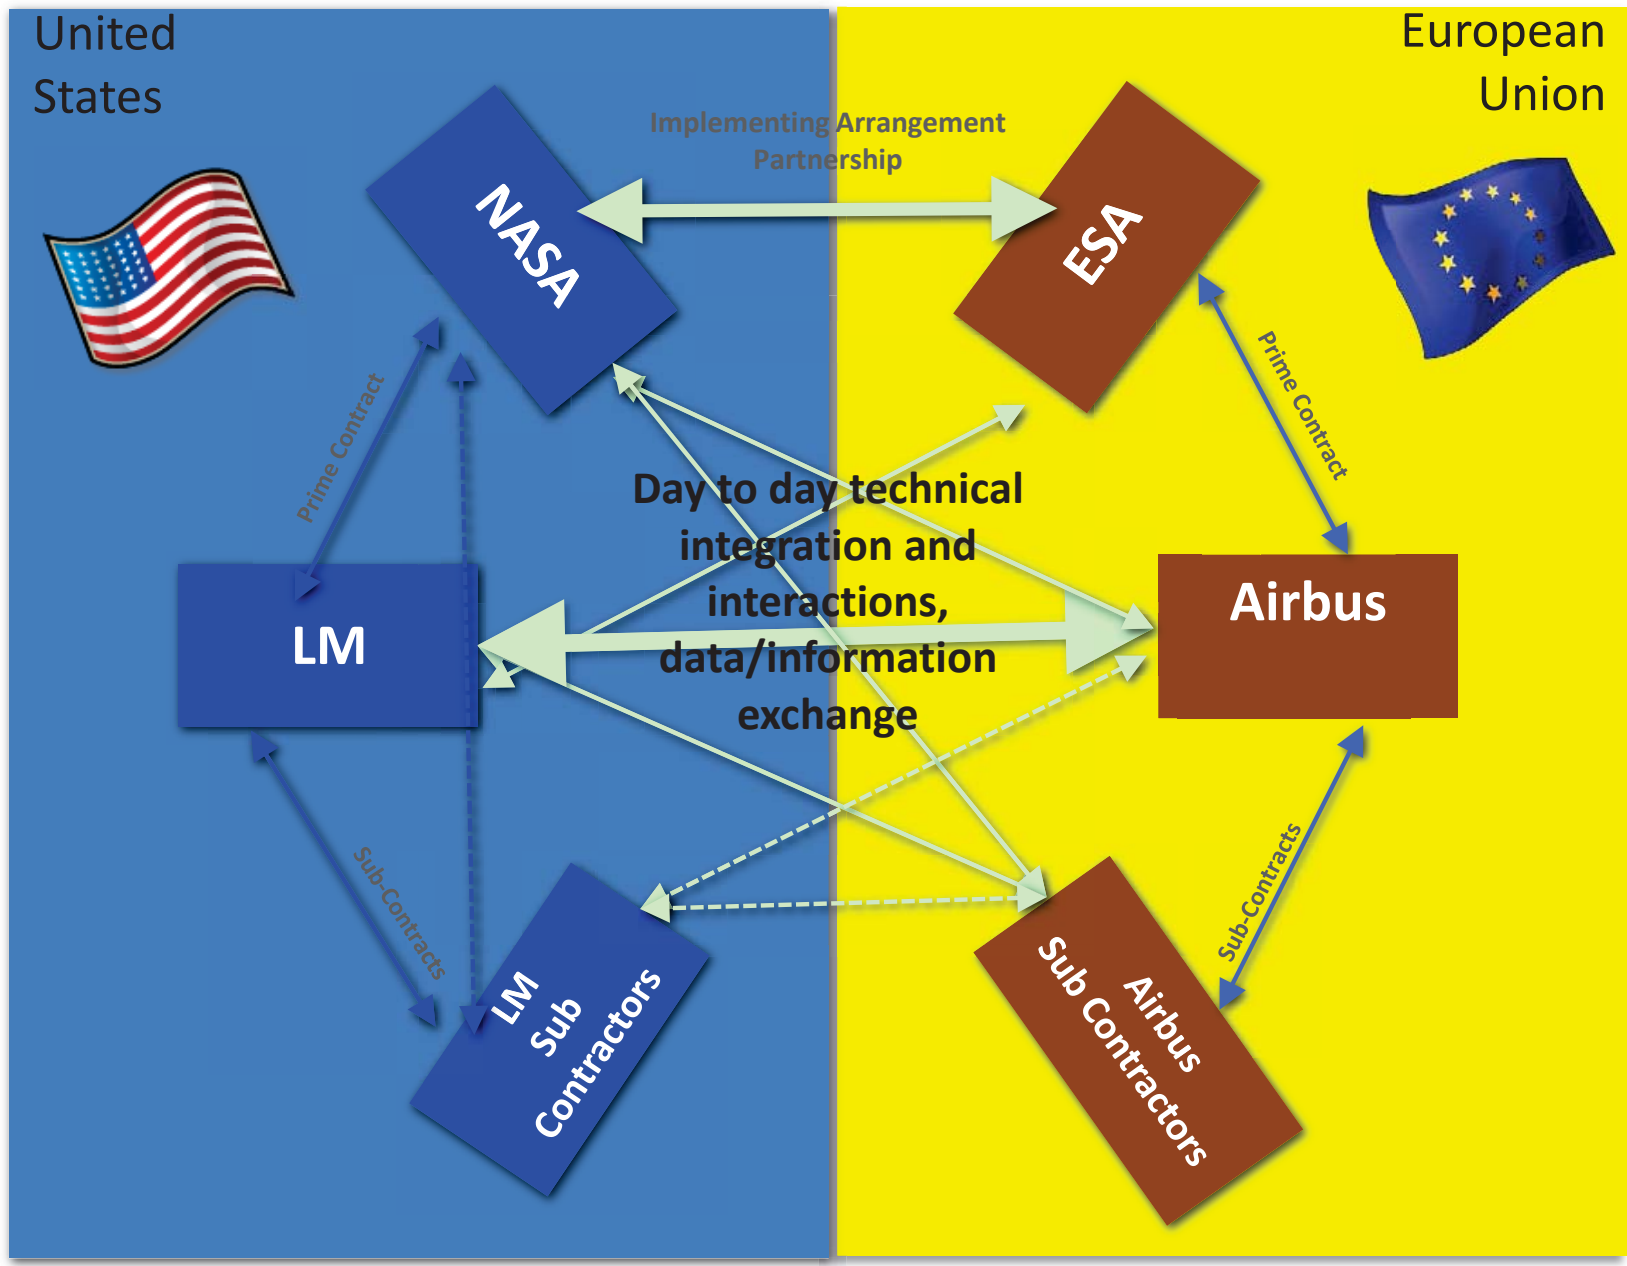 United
States
European
Union
Implementing Arrangement
Partnership
NASA
ESA
Prime Contract
Prime Contract
Day to day technical
integration and
interactions,
data/information
exchange
LM
Airbus
Sub-Contracts
Sub-Contracts
LM
Sub
Contractors
Airbus
Sub Contractors